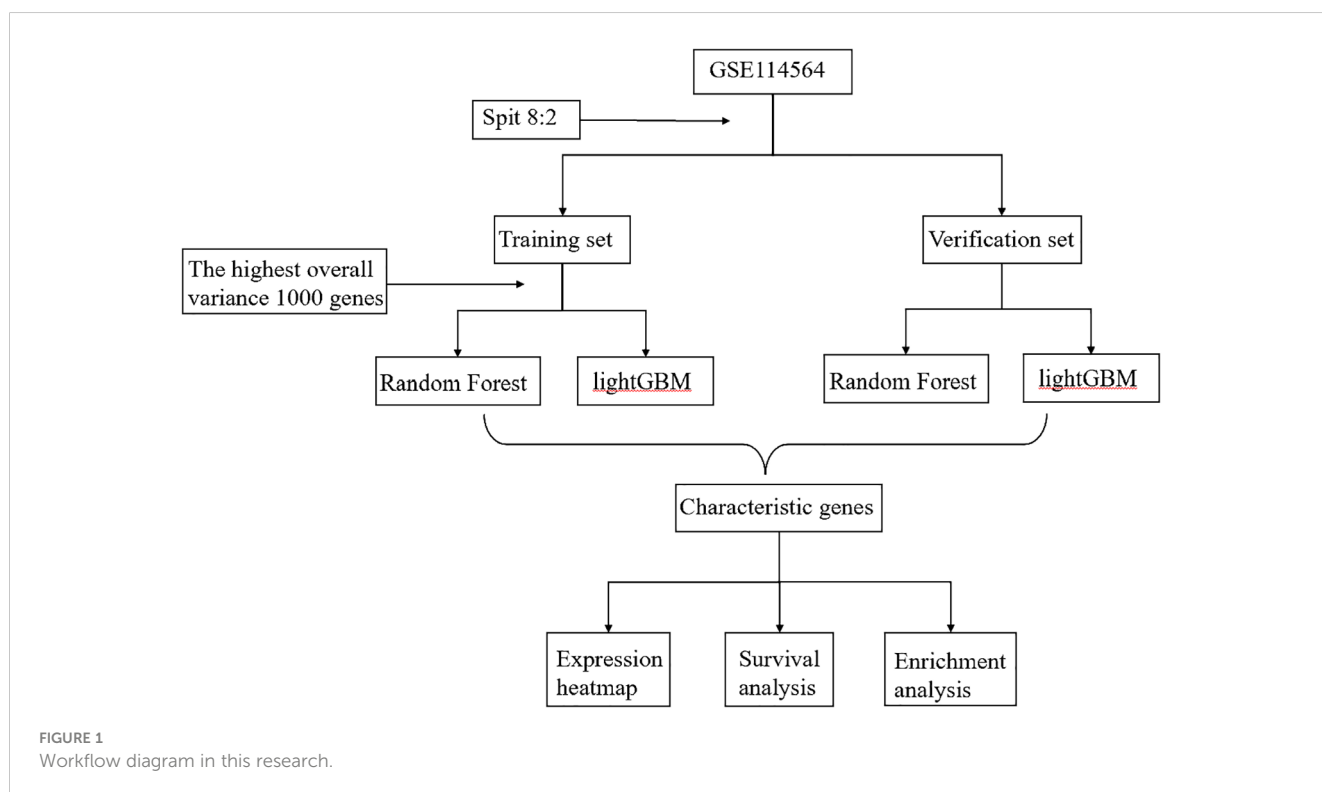 GSE114564
Spit 8:2
Training set
Verification set
The highest overall
variance 1000 genes
Random Forest
lightGBM
Random Forest
lightGBM
Characteristic genes
Expression
heatmap
Survival
analysis
Enrichment
analysis
FIGURE 1
Workflow diagram in this research.